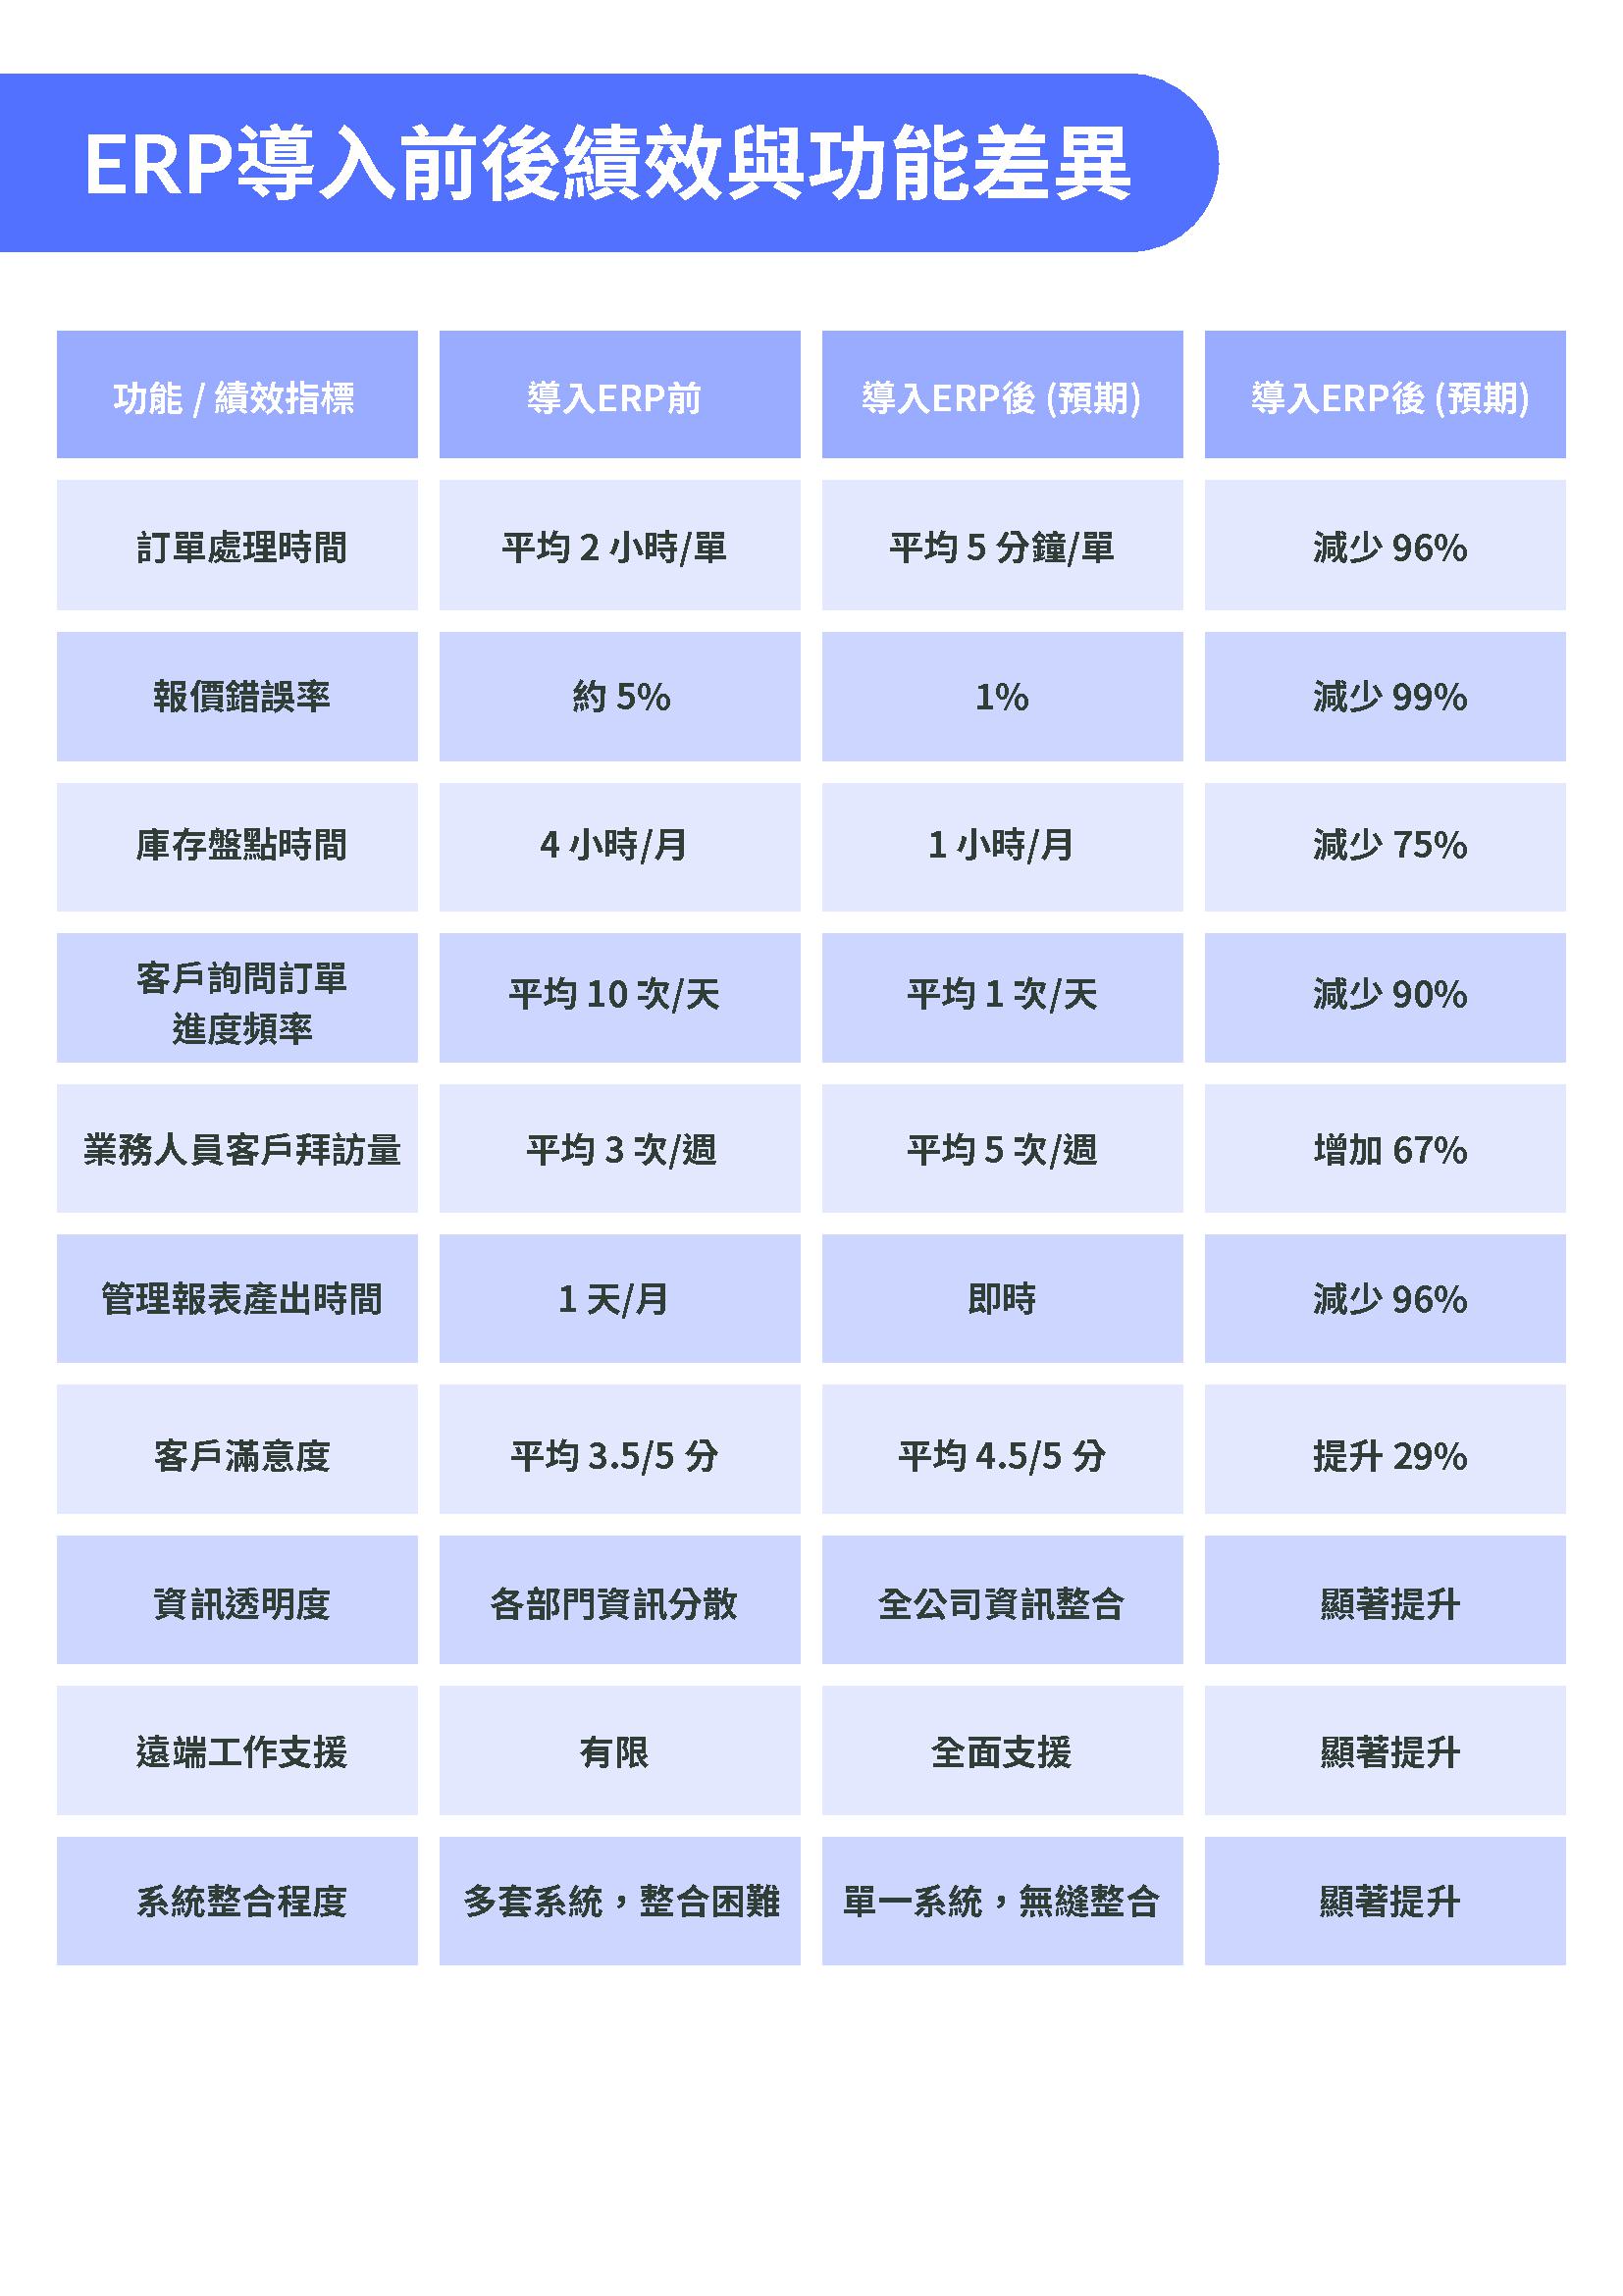 ERP導入前後績效與功能差異
功能 / 績效指標
導入ERP前
導入ERP後 (預期)
導入ERP後 (預期)
訂單處理時間
平均 2 小時/單
平均 5 分鐘/單
減少 96%
報價錯誤率
約 5%
1%
減少 99%
庫存盤點時間
4 小時/月
1 小時/月
減少 75%
客戶詢問訂單
進度頻率
平均 10 次/天
平均 1 次/天
減少 90%
業務人員客戶拜訪量
平均 3 次/週
平均 5 次/週
增加 67%
管理報表產出時間
1 天/月
即時
減少 96%
客戶滿意度
平均 3.5/5 分
平均 4.5/5 分
提升 29%
資訊透明度
各部門資訊分散
全公司資訊整合
顯著提升
遠端工作支援
有限
全面支援
顯著提升
系統整合程度
多套系統，整合困難
單一系統，無縫整合
顯著提升